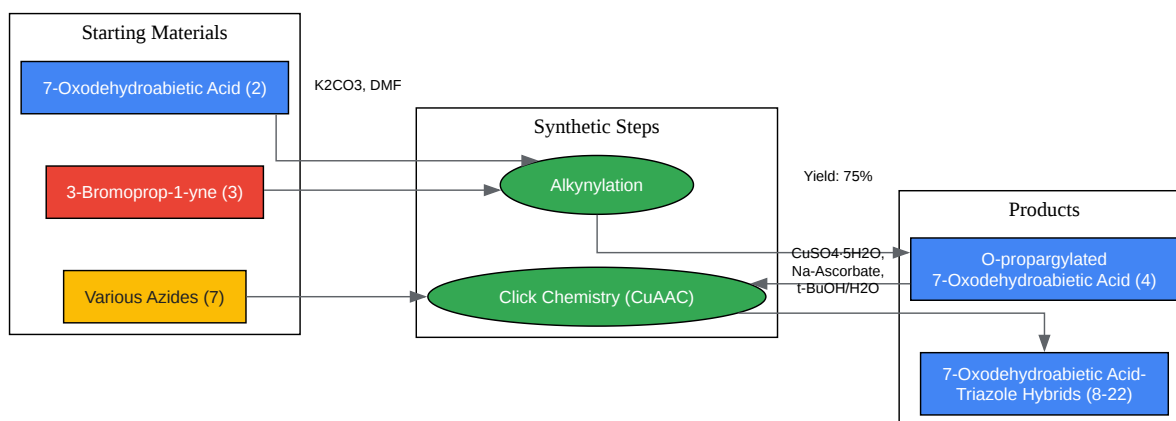 Starting Materials
7-Oxodehydroabietic Acid (2)
K2CO3, DMF
3-Bromoprop-1-yne (3)
Various Azides (7)
Synthetic Steps
Alkynylation
Click Chemistry (CuAAC)
Yield: 75%
CuSO4·5H2O,
Na-Ascorbate,
t-BuOH/H2O
Products
O-propargylated
7-Oxodehydroabietic Acid (4)
7-Oxodehydroabietic Acid-
Triazole Hybrids (8-22)